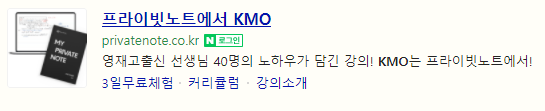 프라이빗노트에서 KMO
privatenote.co.kr N 로그인
영재고출신 선생님 40명의 노하우가 담긴 강의! KMO는 프라이빗노트에서!
3일무료체험 · 커리큘럼 · 강의소개
MY
PRIVATE
NOTE